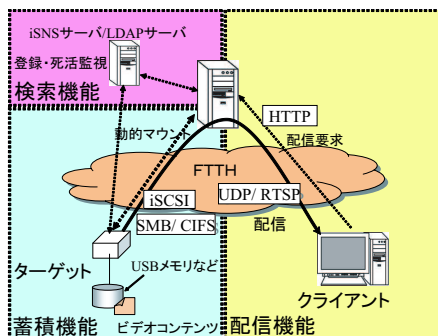 iSNSサーバ/LDAPサーバ
登録・死活監視
検索機能
HTTP
動的マウント
配信要求
FTTH
iSCSI
UDP/ RTSP
SMB/ CIFS
配信
ターゲット
USBメモリなど
クライアント
蓄積機能
ビデオコンテンツ
配信機能